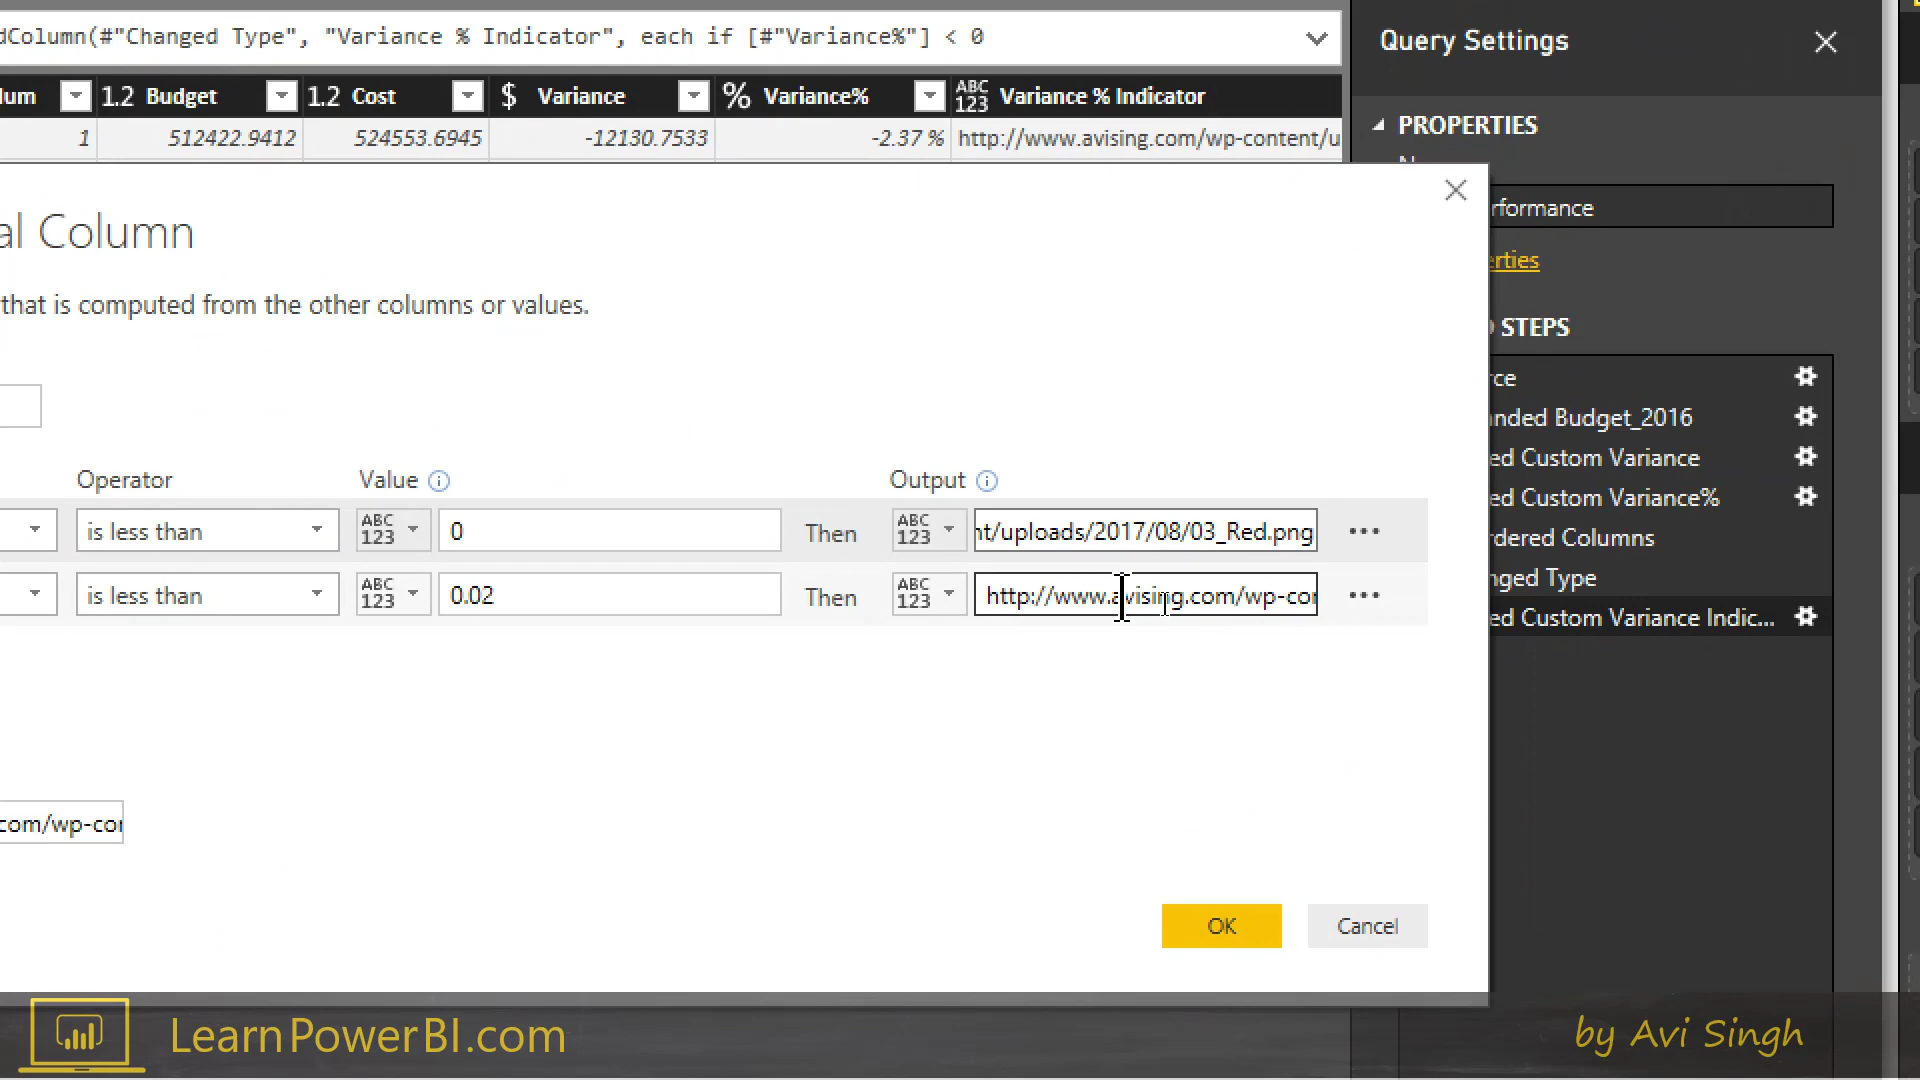 dColumn(#"Changed Type", "Variance % Indicator", each if [#"Variance%"] < 0
Query Settings
1.2 Budget 1.2 Cost $ Variance % Variance% ABC 123 Variance % Indicator
1 512422.9412 524553.6945 -12130.7533 -2.37 % http://www.avising.com/wp-content/u
PROPERTIES
rformance
erties
al Column
that is computed from the other columns or values.
STEPS
rce
nded Budget_2016
ed Custom Variance
ed Custom Variance%
rdered Columns
nged Type
ed Custom Variance Indic...
Operator Value Output
is less than ABC 123 0 Then ABC 123 nt/uploads/2017/08/03_Red.png ...
is less than ABC 123 0.02 Then ABC 123 http://www.avising.com/wp-con ...
com/wp-cor
OK Cancel
LearnPowerBI.com
by Avi Singh